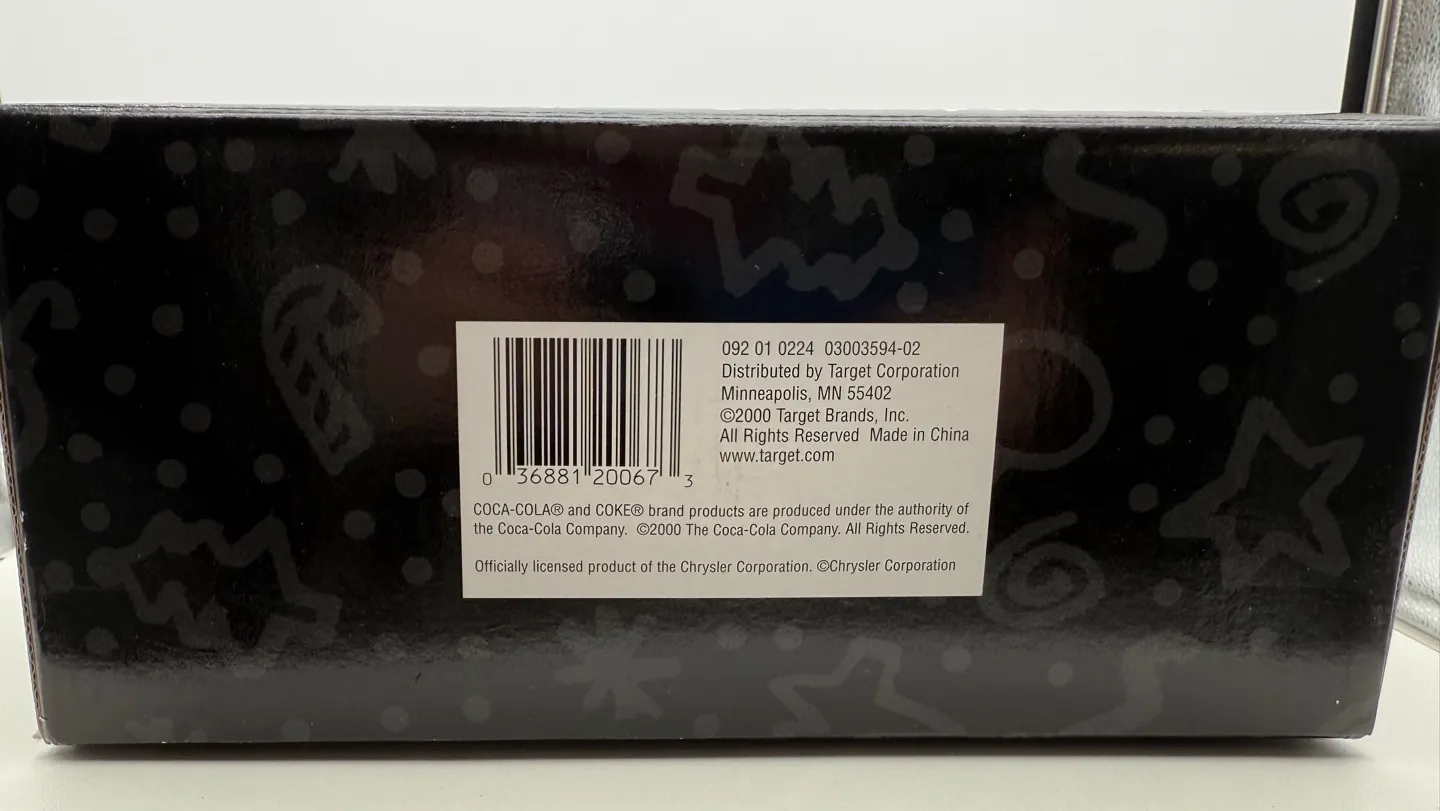 092 01 0224 03003594-02
Distributed by Target Corporation
Minneapolis, MN 55402
©2000 Target Brands, Inc.
All Rights Reserved Made in China
www.target.com
0 36881 20067 3
COCA-COLA® and COKE® brand products are produced under the authority of
the Coca-Cola Company. ©2000 The Coca-Cola Company. All Rights Reserved.
Officially licensed product of the Chrysler Corporation. ©Chrysler Corporation